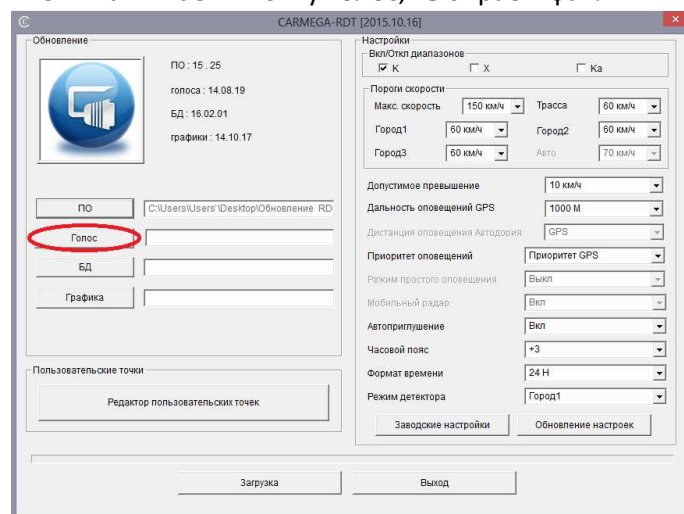 CARMEGA-RDT [2015.10.16]
Обновление
ПО : 15 . 25
голоса : 14.08.19
БД : 16.02.01
графики : 14.10.17
ПО C:\Users\Users'\Desktop\Обновление RD
Голос
БД
Графика
Пользовательские точки
Редактор пользовательских точек
Настройки
Вкл/Откл диапазонов
K X Ka
Пороги скорости
Макс. скорость 150 км/ч Трасса 60 км/ч
Город1 60 км/ч Город2 60 км/ч
Город3 60 км/ч Авто 70 км/ч
Допустимое превышение 10 км/ч
Дальность оповещений GPS 1000 М
Дистанция оповещения Автодория GPS
Приоритет оповещений Приоритет GPS
Режим простого оповещения Выкл
Мобильный радар Вкл
Автоприглушение Вкл
Часовой пояс +3
Формат времени 24 H
Режим детектора Город1
Заводские настройки Обновление настроек
Загрузка Выход